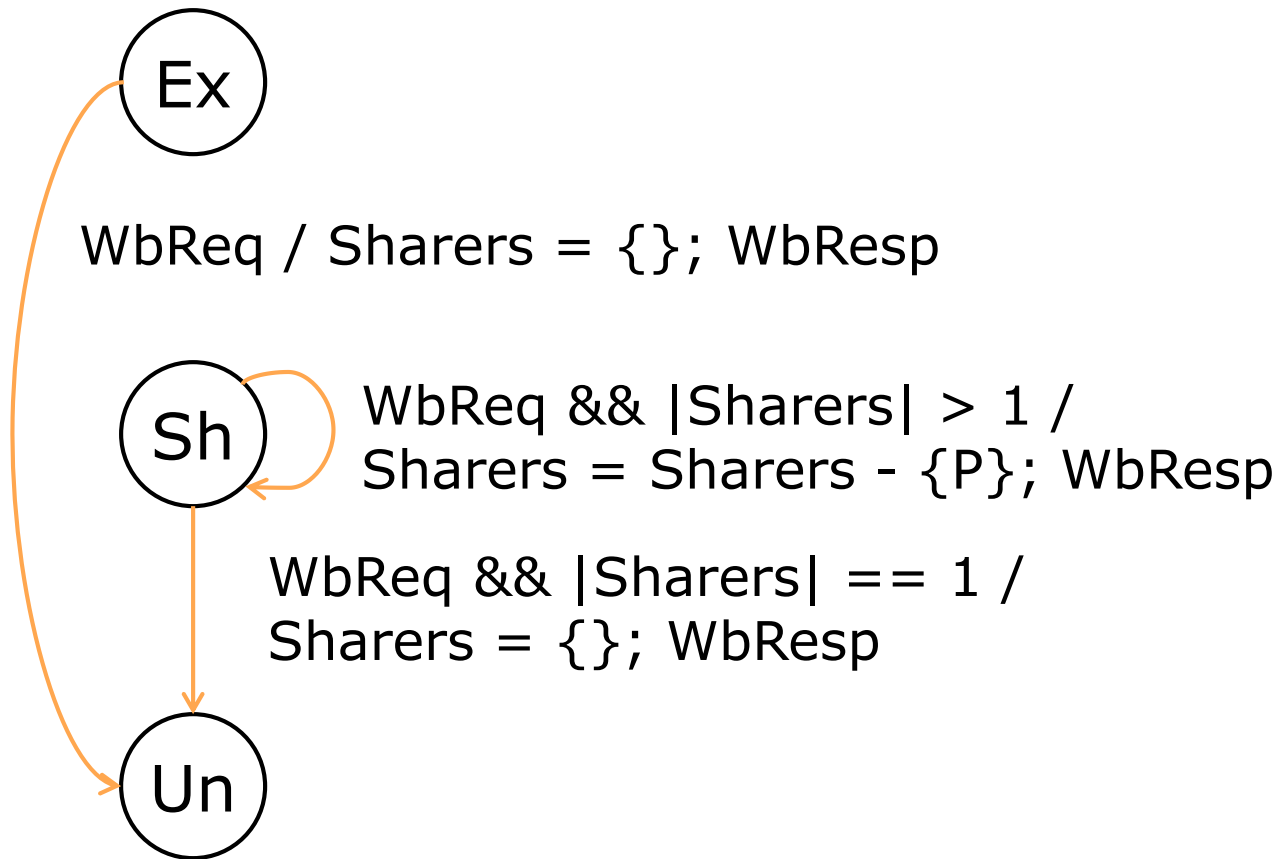 Ex
WbReq / Sharers = {}; WbResp
Sh
WbReq && |Sharers| > 1 /
Sharers = Sharers - {P}; WbResp
WbReq && |Sharers| == 1 /
Sharers = {}; WbResp
Un